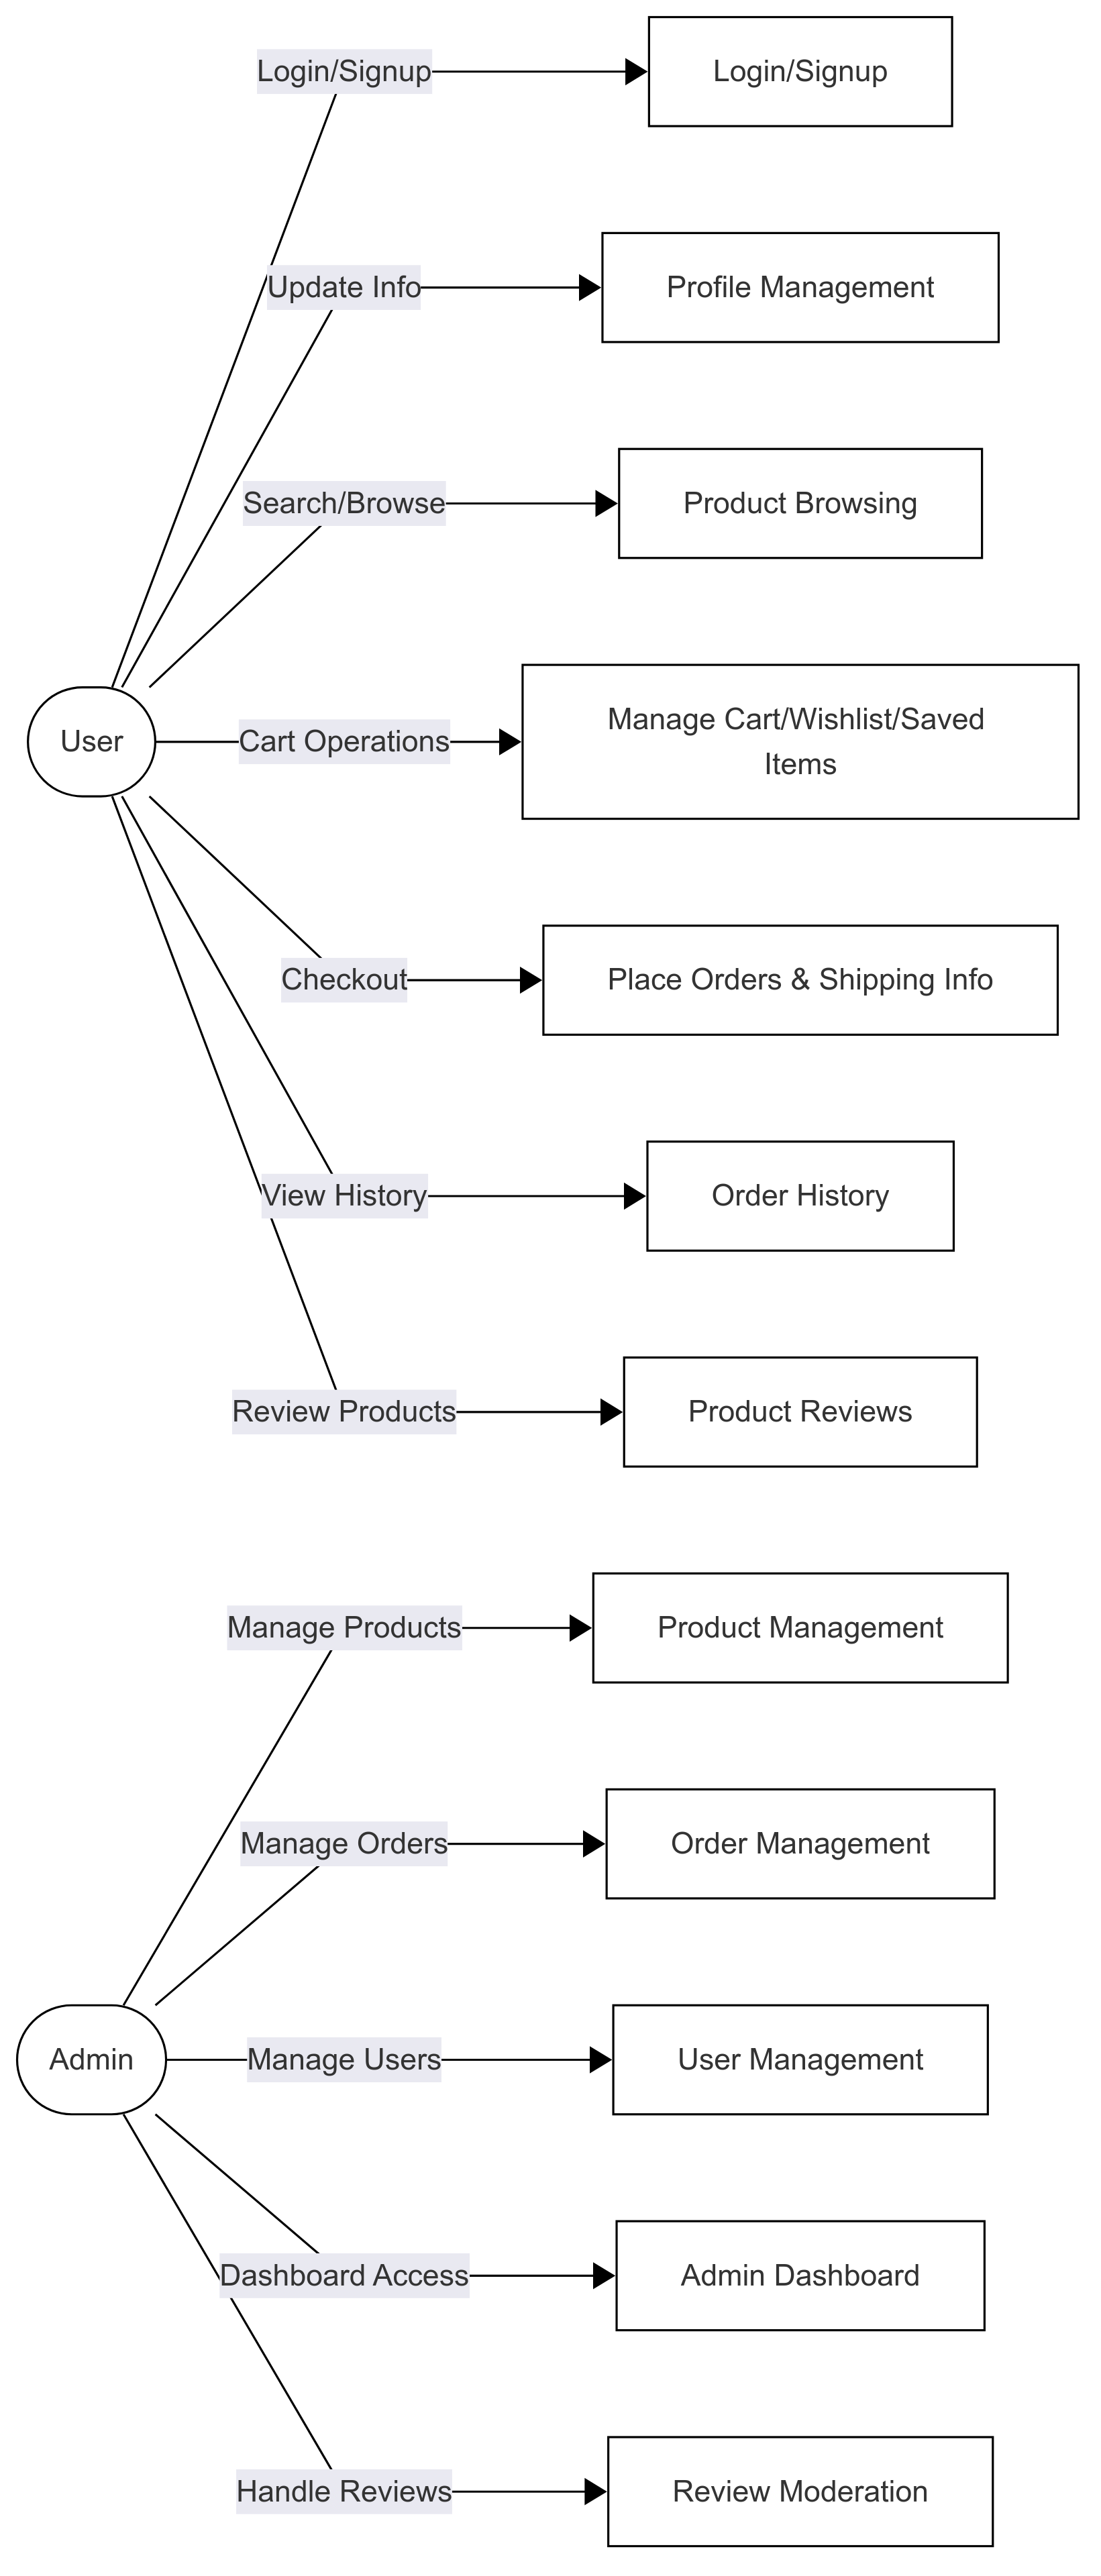 Login/Signup
Login/Signup
Update Info
Profile Management
Search/Browse
Product Browsing
User
Cart Operations
Manage Cart/Wishlist/Saved
Items
Checkout
Place Orders & Shipping Info
View History
Order History
Review Products
Product Reviews
Manage Products
Product Management
Manage Orders
Order Management
Admin
Manage Users
User Management
Dashboard Access
Admin Dashboard
Handle Reviews
Review Moderation